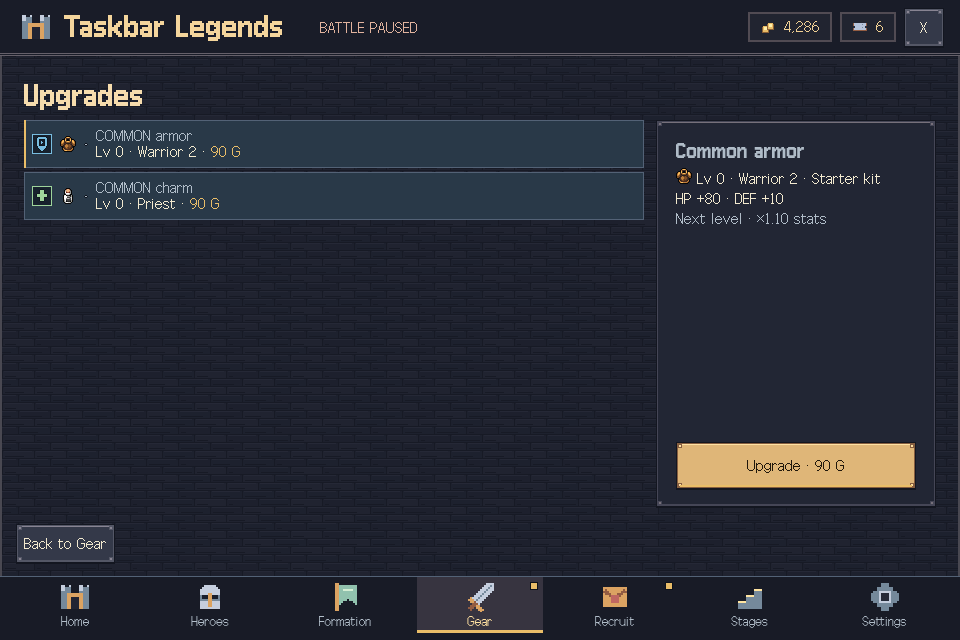 Taskbar Legends
BATTLE PAUSED
4,286
6
X
Upgrades
COMMON armor
Lv 0 · Warrior 2 · 90 G
COMMON charm
Lv 0 · Priest · 90 G
Common armor
Lv 0 · Warrior 2 · Starter kit
HP +80 · DEF +10
Next level · ×1.10 stats
Upgrade · 90 G
Back to Gear
Home
Heroes
Formation
Gear
Recruit
Stages
Settings